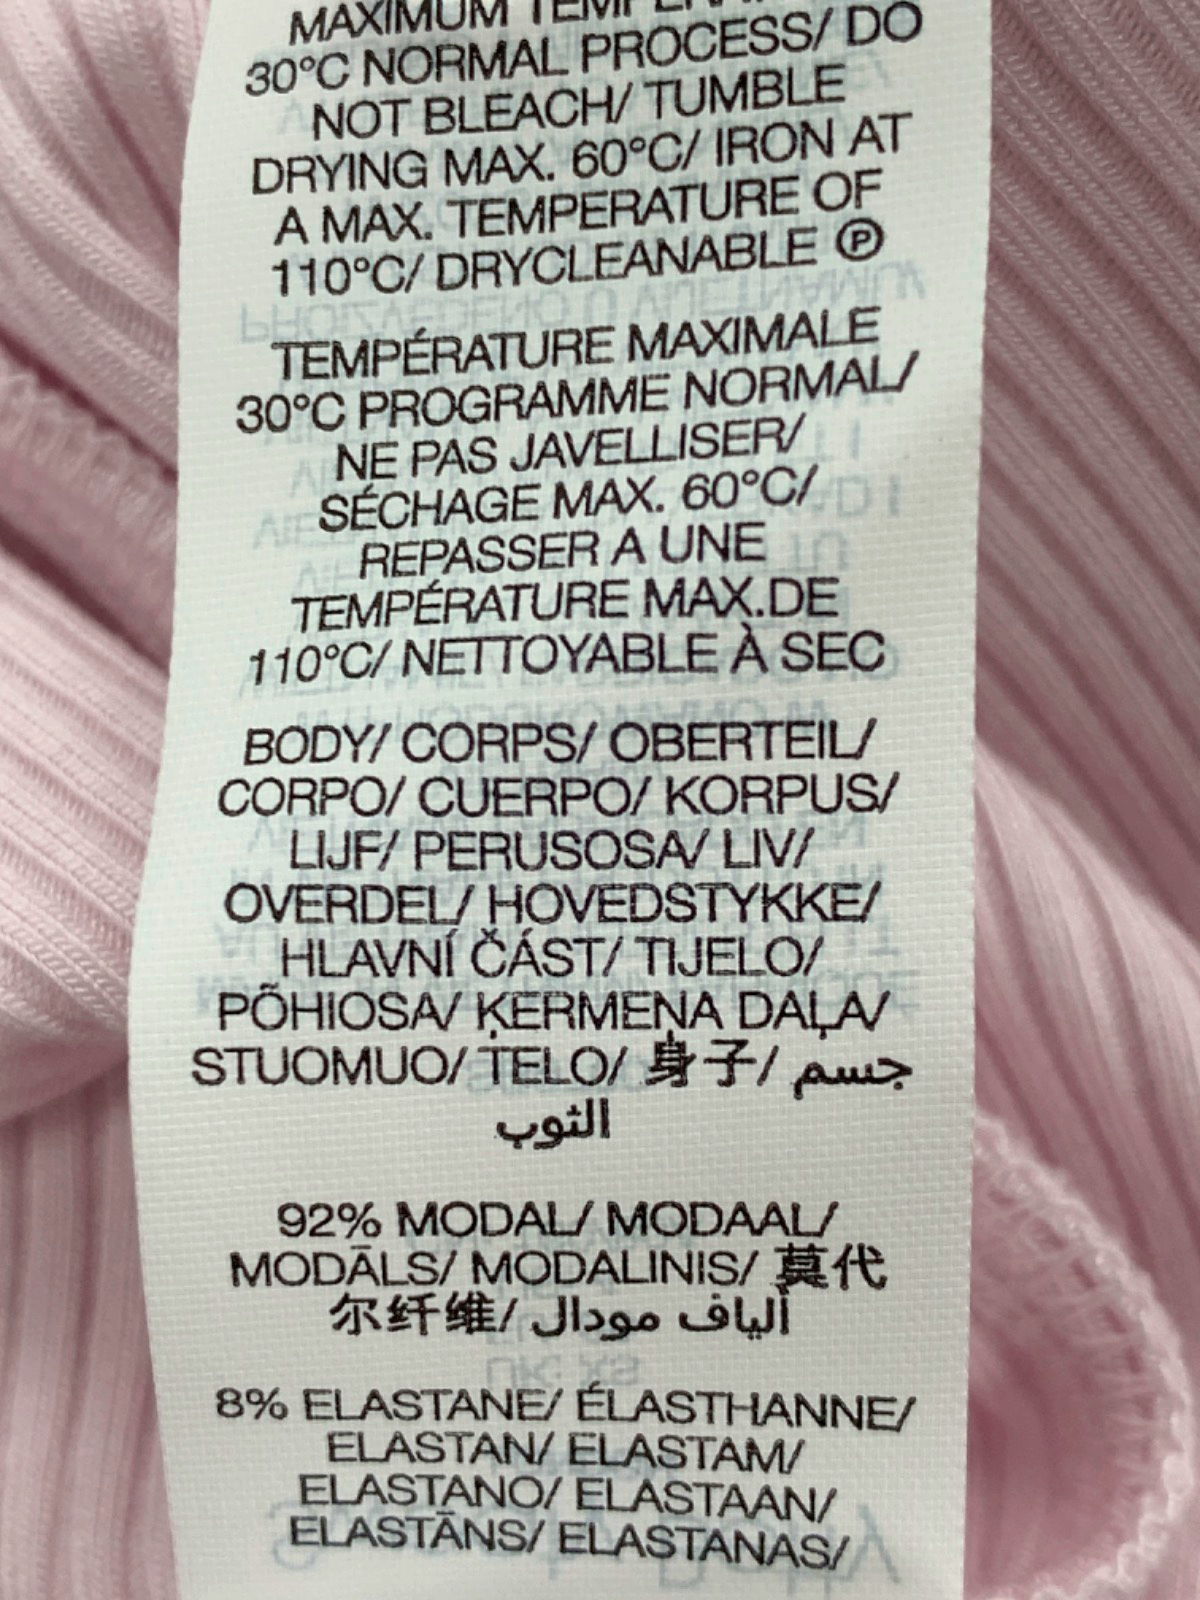 MAXIMUM
30°C NORMAL PROCESS/ DO
NOT BLEACH/ TUMBLE
DRYING MAX. 60°C/ IRON AT
A MAX. TEMPERATURE OF
110°C/ DRYCLEANABLE Ⓟ
TEMPÉRATURE MAXIMALE
30°C PROGRAMME NORMAL/
NE PAS JAVELLISER/
SÉCHAGE MAX. 60°C/
REPASSER A UNE
TEMPÉRATURE MAX.DE
110°C/ NETTOYABLE À SEC
BODY/ CORPS/ OBERTEIL/
CORPO/ CUERPO/ KORPUS/
LIJF/ PERUSOSA/ LIV/
OVERDEL/ HOVEDSTYKKE/
HLAVNÍ ČÁST/ TIJELO/
PÕHIOSA/ ĶERMEŅA DAĻA/
STUOMUO/ TELO/ 身子/ جسم
الثوب
92% MODAL/ MODAAL/
MODĀLS/ MODALINIS/ 莫代
尔纤维/ ألياف مودال
8% ELASTANE/ ÉLASTHANNE/
ELASTAN/ ELASTAM/
ELASTANO/ ELASTAAN/
ELASTĀNS/ ELASTANAS/